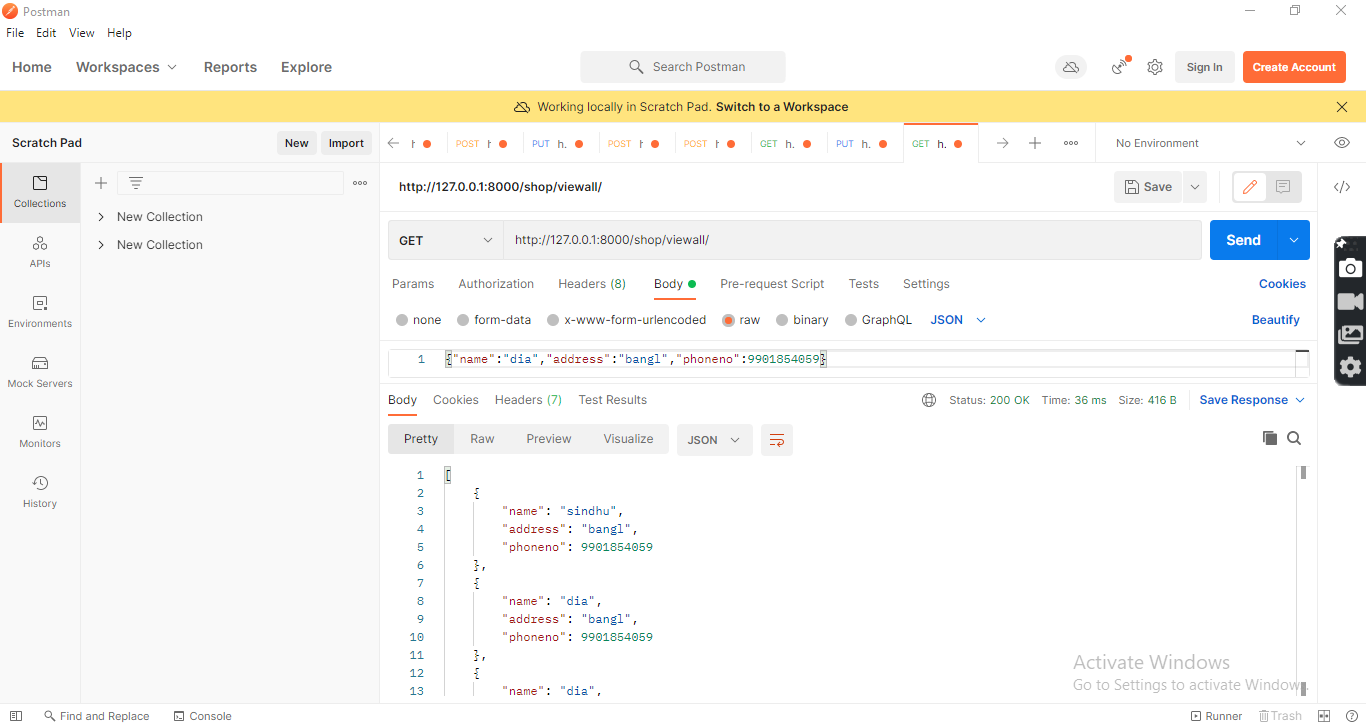 Postman
File Edit View Help
Home Workspaces Reports Explore
Search Postman
Sign In
Create Account
Working locally in Scratch Pad. Switch to a Workspace
Scratch Pad
New
Import
POST
PUT h.
POST
POST
GET h.
PUT h.
GET h.
No Environment
Collections
APIs
Environments
Mock Servers
Monitors
History
New Collection
New Collection
http://127.0.0.1:8000/shop/viewall/
Save
GET
http://127.0.0.1:8000/shop/viewall/
Send
Params Authorization Headers (8) Body Pre-request Script Tests Settings
Cookies
none form-data x-www-form-urlencoded raw binary GraphQL JSON
Beautify
1 {"name":"dia","address":"bangl","phoneno":9901854059}
Body Cookies Headers (7) Test Results
Status: 200 OK Time: 36 ms Size: 416 B
Save Response
Pretty Raw Preview Visualize JSON
1 [
2 {
3 "name": "sindhu",
4 "address": "bangl",
5 "phoneno": 9901854059
6 },
7 {
8 "name": "dia",
9 "address": "bangl",
10 "phoneno": 9901854059
11 },
12 {
13 "name": "dia",
Activate Windows
Go to Settings to activate Windows.
Find and Replace
Console
Runner
Trash